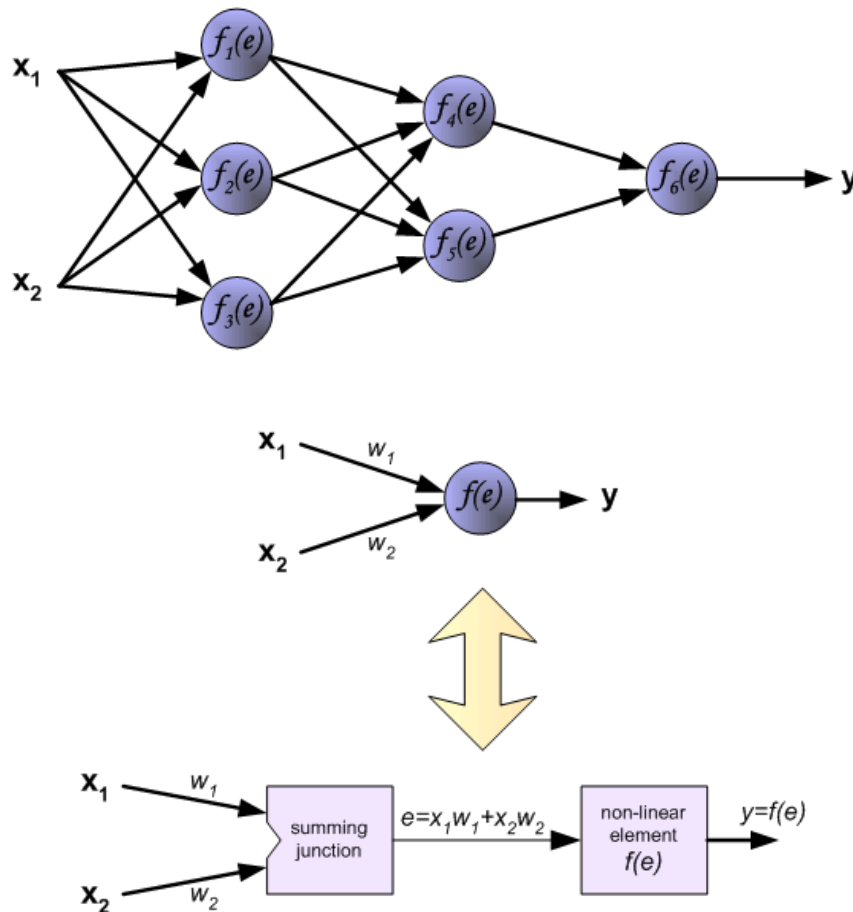 x₁
x₂
f₁(e)
f₂(e)
f₃(e)
f₄(e)
f₅(e)
f₆(e)
y
x₁
w₁
x₂
w₂
f(e)
y
x₁
w₁
x₂
w₂
summing
junction
e=x₁w₁+x₂w₂
non-linear
element
f(e)
y=f(e)